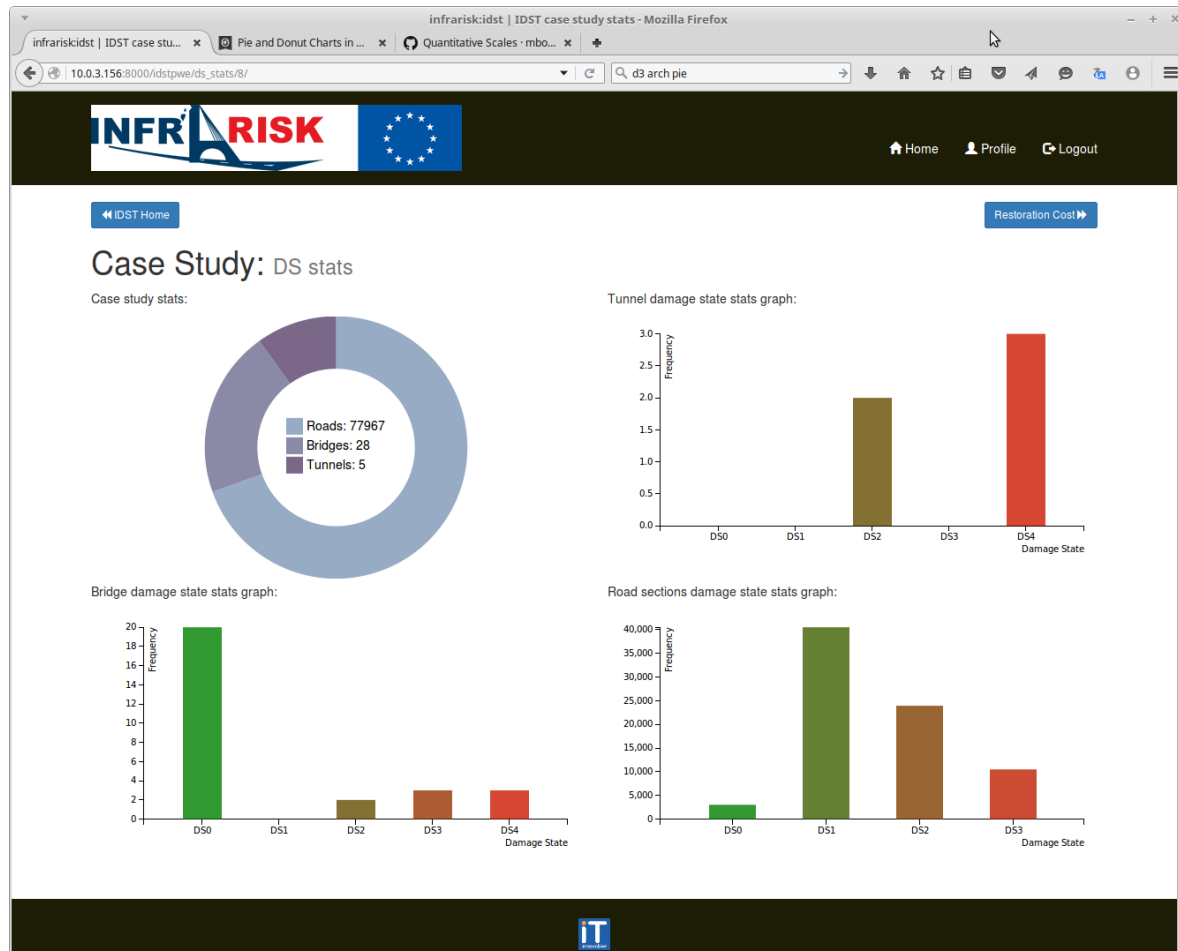 infrarisk:idst | IDST case study stats - Mozilla Firefox
infrarisk:idst | IDST case stu... × Pie and Donut Charts in ... × Quantitative Scales · mbo... ×
10.0.3.156:8000/idstpwe/ds_stats/8/ d3 arch pie
INFRARISK
Home Profile Logout
IDST Home Restoration Cost
Case Study: DS stats
Case study stats:
Roads: 77967
Bridges: 28
Tunnels: 5
Tunnel damage state stats graph:
Frequency
3.0
2.5
2.0
1.5
1.0
0.5
0.0
DS0 DS1 DS2 DS3 DS4
Damage State
Bridge damage state stats graph:
Frequency
20
18
16
14
12
10
8
6
4
2
0
DS0 DS1 DS2 DS3 DS4
Damage State
Road sections damage state stats graph:
Frequency
40,000
35,000
30,000
25,000
20,000
15,000
10,000
5,000
0
DS0 DS1 DS2 DS3
Damage State
iT
innovation